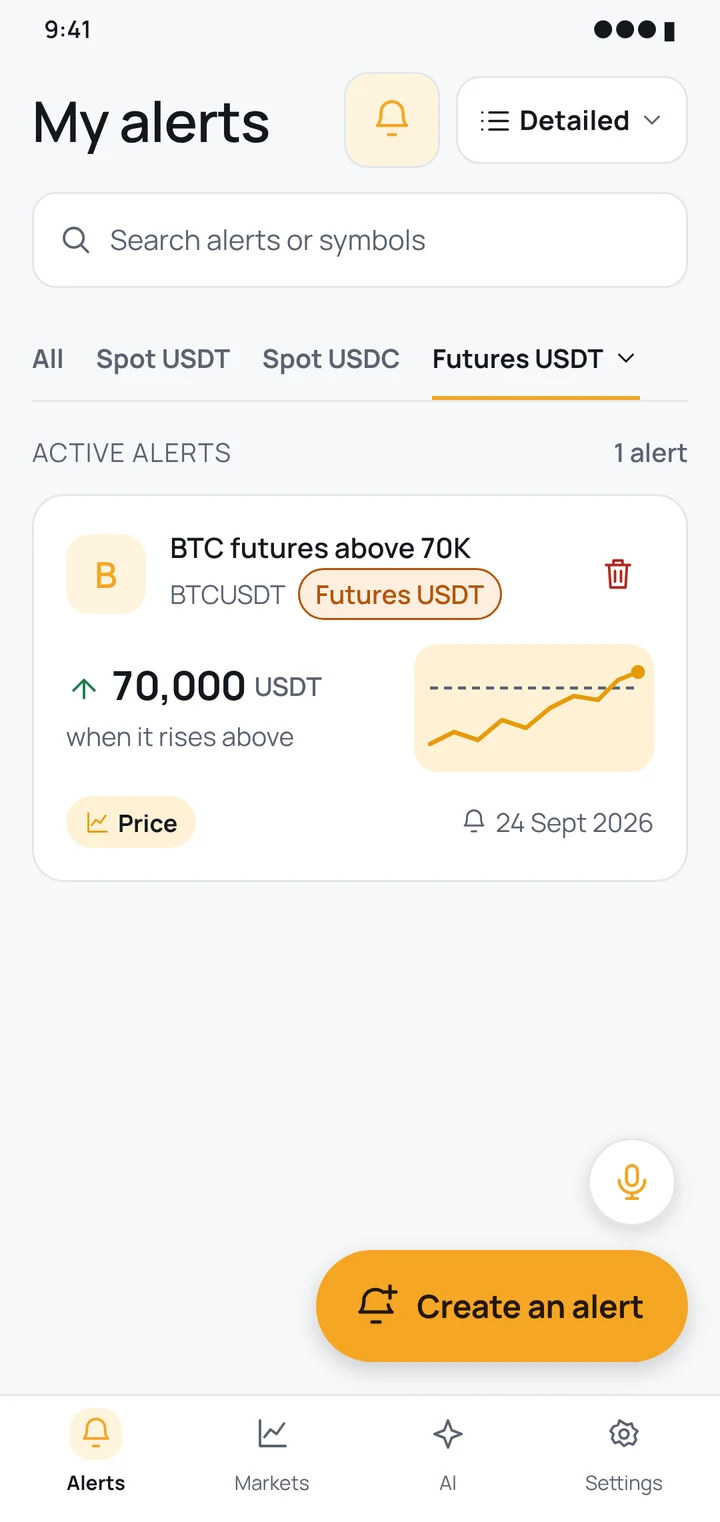 9:41
My alerts
Detailed
Search alerts or symbols
All Spot USDT Spot USDC Futures USDT
ACTIVE ALERTS 1 alert
B
BTC futures above 70K
BTCUSDT Futures USDT
70,000 USDT
when it rises above
Price 24 Sept 2026
Create an alert
Alerts Markets AI Settings